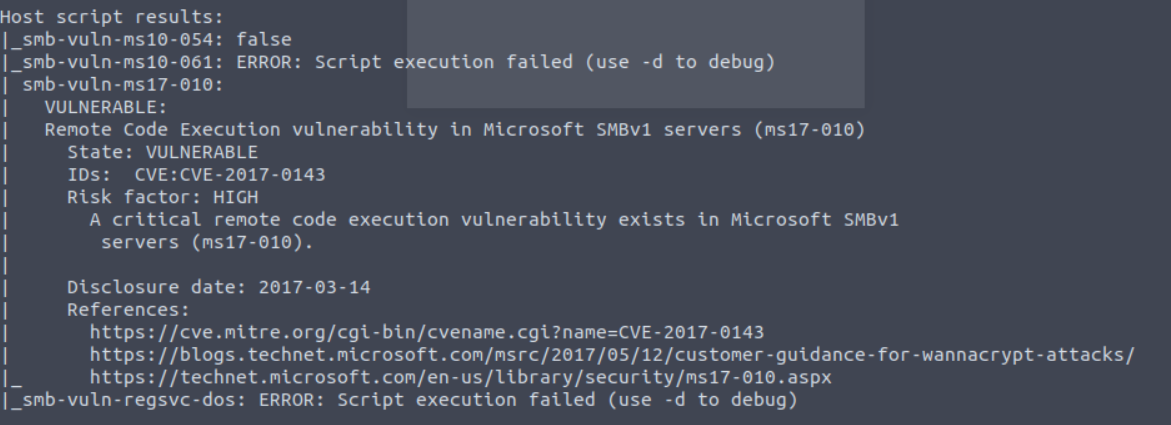 Host script results:
|_smb-vuln-ms10-054: false
|_smb-vuln-ms10-061: ERROR: Script execution failed (use -d to debug)
| smb-vuln-ms17-010:
|   VULNERABLE:
|   Remote Code Execution vulnerability in Microsoft SMBv1 servers (ms17-010)
|     State: VULNERABLE
|     IDs:  CVE:CVE-2017-0143
|     Risk factor: HIGH
|       A critical remote code execution vulnerability exists in Microsoft SMBv1
|        servers (ms17-010).
|
|     Disclosure date: 2017-03-14
|     References:
|       https://cve.mitre.org/cgi-bin/cvename.cgi?name=CVE-2017-0143
|       https://blogs.technet.microsoft.com/msrc/2017/05/12/customer-guidance-for-wannacrypt-attacks/
|_      https://technet.microsoft.com/en-us/library/security/ms17-010.aspx
|_smb-vuln-regsvc-dos: ERROR: Script execution failed (use -d to debug)